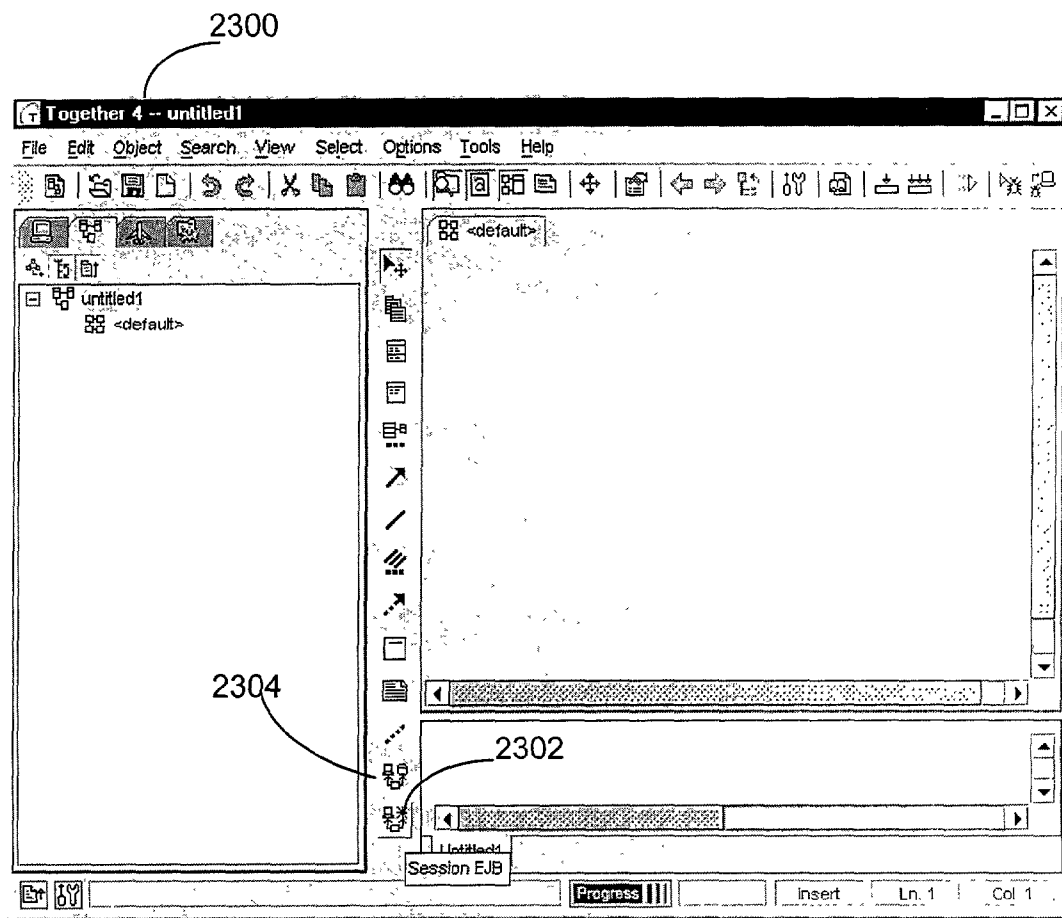 2300
Together 4 -- untitled1
File Edit Object Search View Select Options Tools Help
<default>
untitled1
<default>
2304
2302
Untitled1
Session EJB
Progress
Insert Ln. 1 Col 1